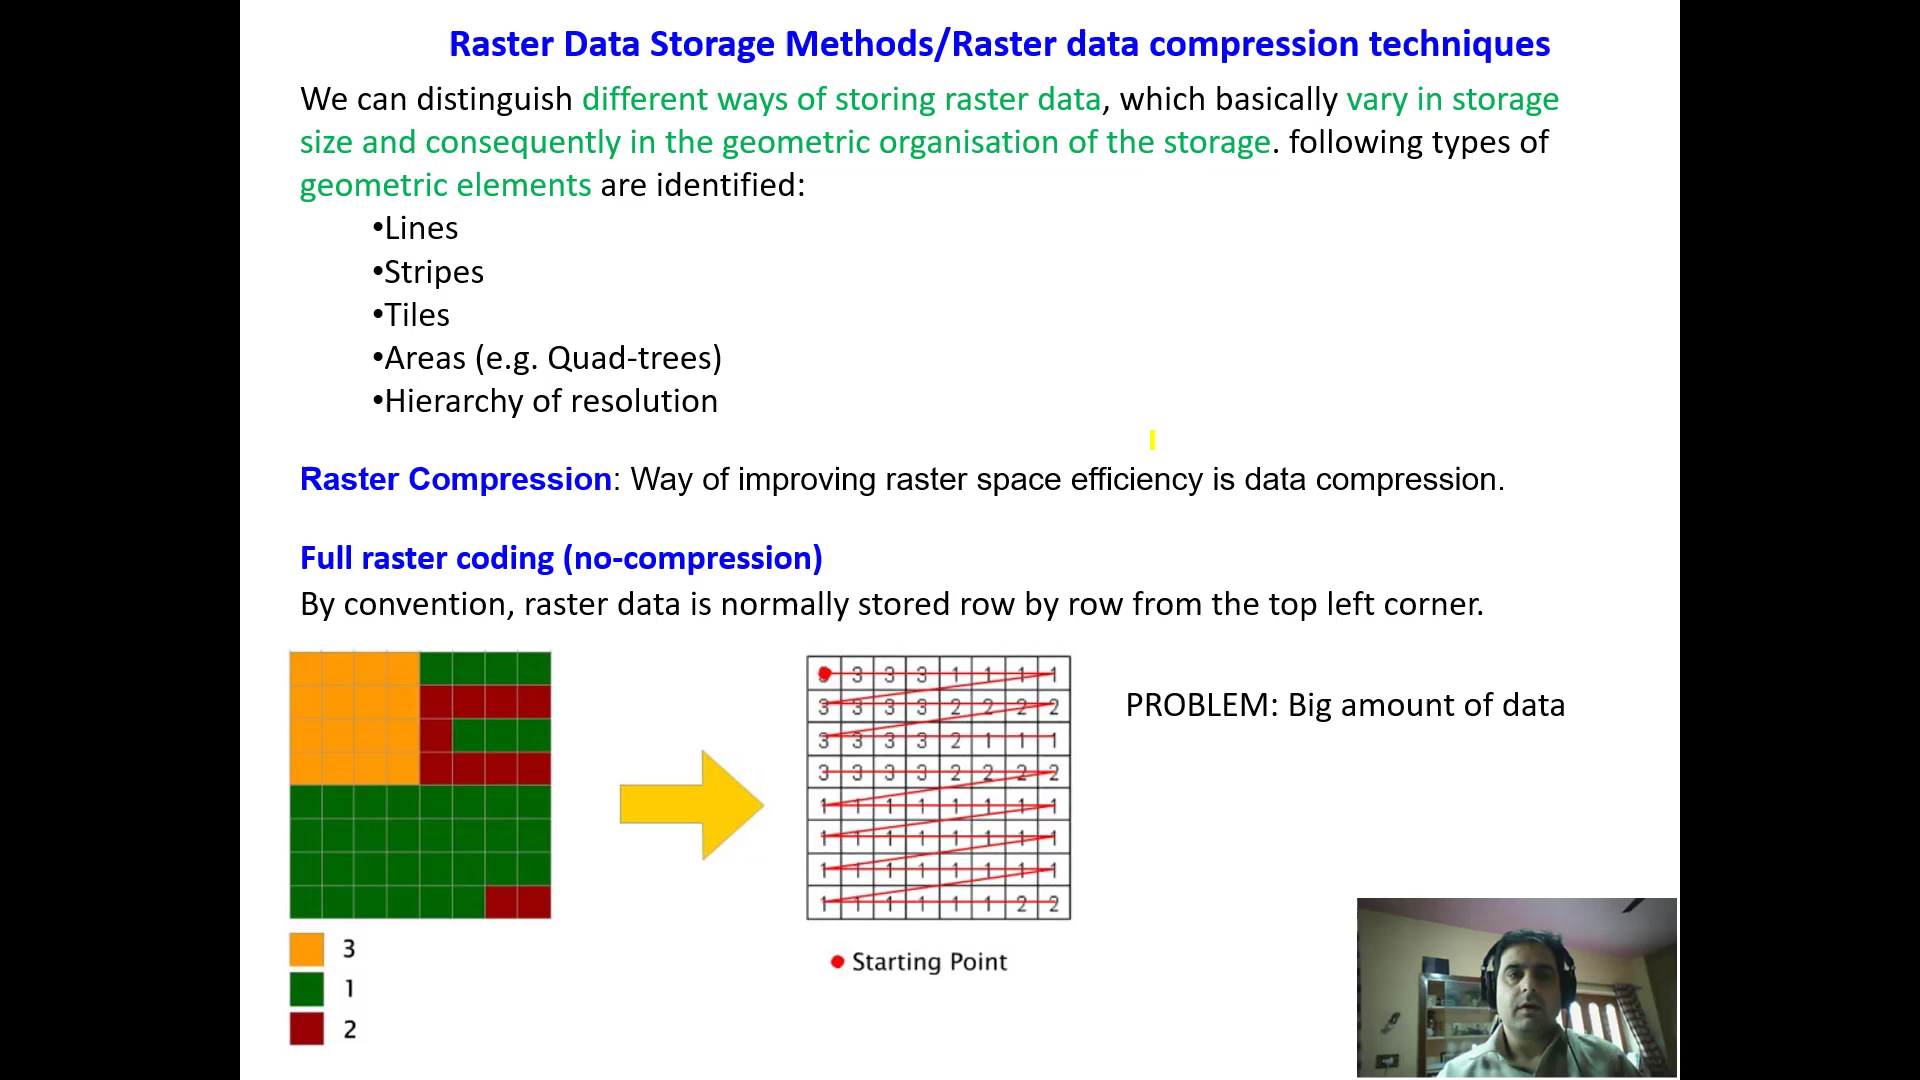 Raster Data Storage Methods/Raster data compression techniques
We can distinguish different ways of storing raster data, which basically vary in storage
size and consequently in the geometric organisation of the storage. following types of
geometric elements are identified:
•Lines
•Stripes
•Tiles
•Areas (e.g. Quad-trees)
•Hierarchy of resolution
Raster Compression: Way of improving raster space efficiency is data compression.
Full raster coding (no-compression)
By convention, raster data is normally stored row by row from the top left corner.
3 3 3 3 1 1 1 1
3 3 3 3 2 2 2 2
3 3 3 3 2 1 1 1
3 3 3 3 2 2 2 2
1 1 1 1 1 1 1 1
1 1 1 1 1 1 1 1
1 1 1 1 1 1 1 1
1 1 1 1 1 1 2 2
PROBLEM: Big amount of data
Starting Point
3
1
2